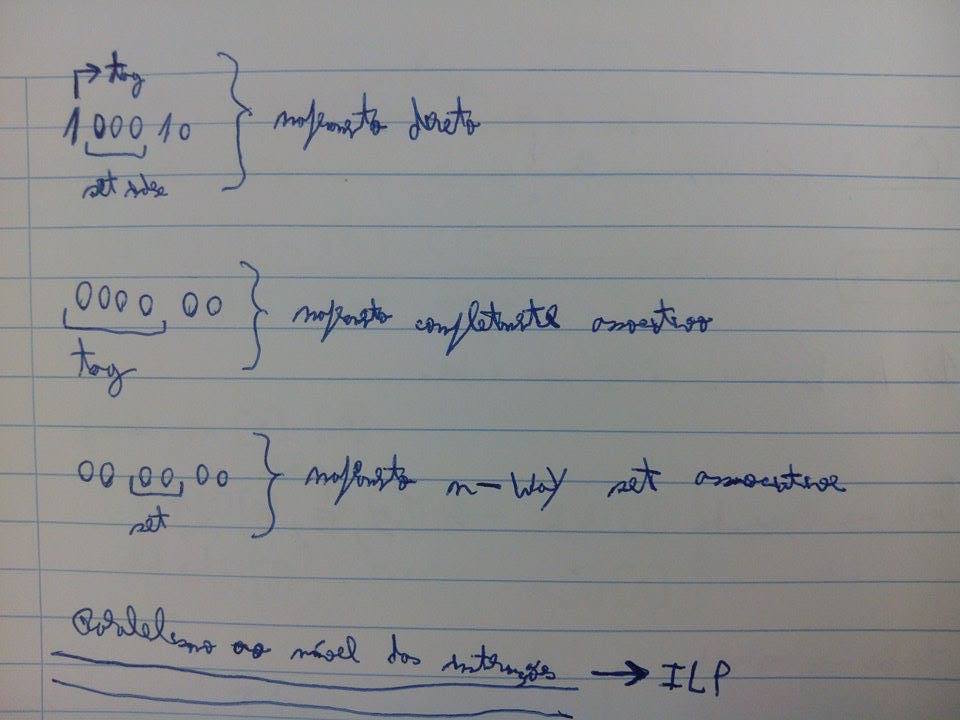 tag
1 000 10 mapeamento direto
set index
0000 00 mapeamento completamente associativo
tag
00 00 00 mapeamento n-way set associative
set
Paralelismo ao nível das instruções → ILP